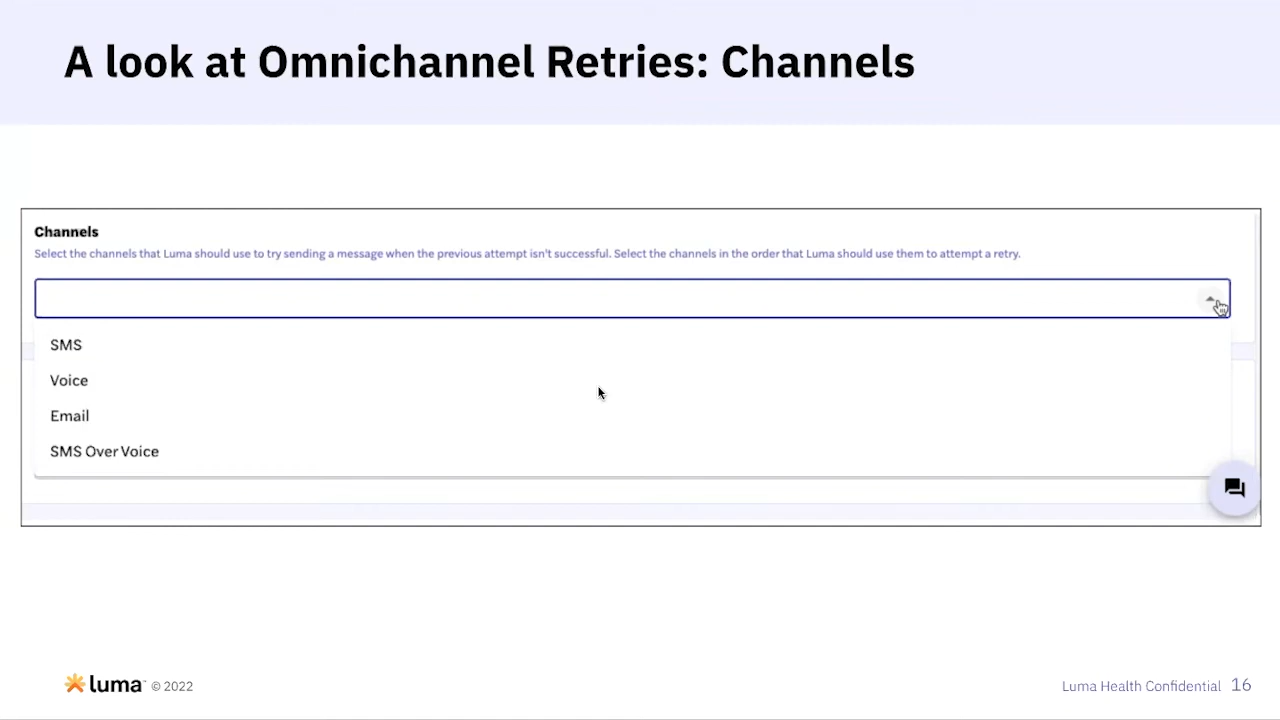 A look at Omnichannel Retries: Channels
Channels
Select the channels that Luma should use to try sending a message when the previous attempt isn't successful. Select the channels in the order that Luma should use them to attempt a retry.
SMS
Voice
Email
SMS Over Voice
luma™ © 2022
Luma Health Confidential 16